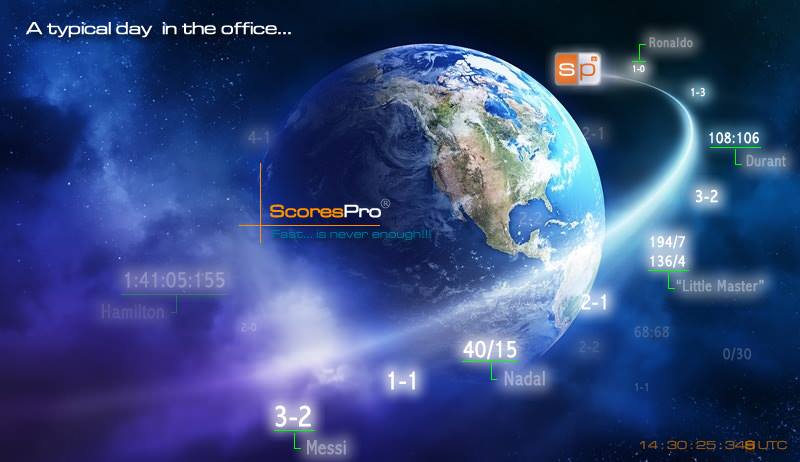 A typical day in the office...
Ronaldo
1-0
sp
1-3
4-1
2-1
108:106
Durant
3-2
ScoresPro®
Fast... is never enough!!!
194/7
136/4
"Little Master"
1:41:05:155
Hamilton
2-1
2-0
68:68
40/15
2-2
0/30
Nadal
1-1
1-1
3-2
Messi
14:30:25:348 UTC